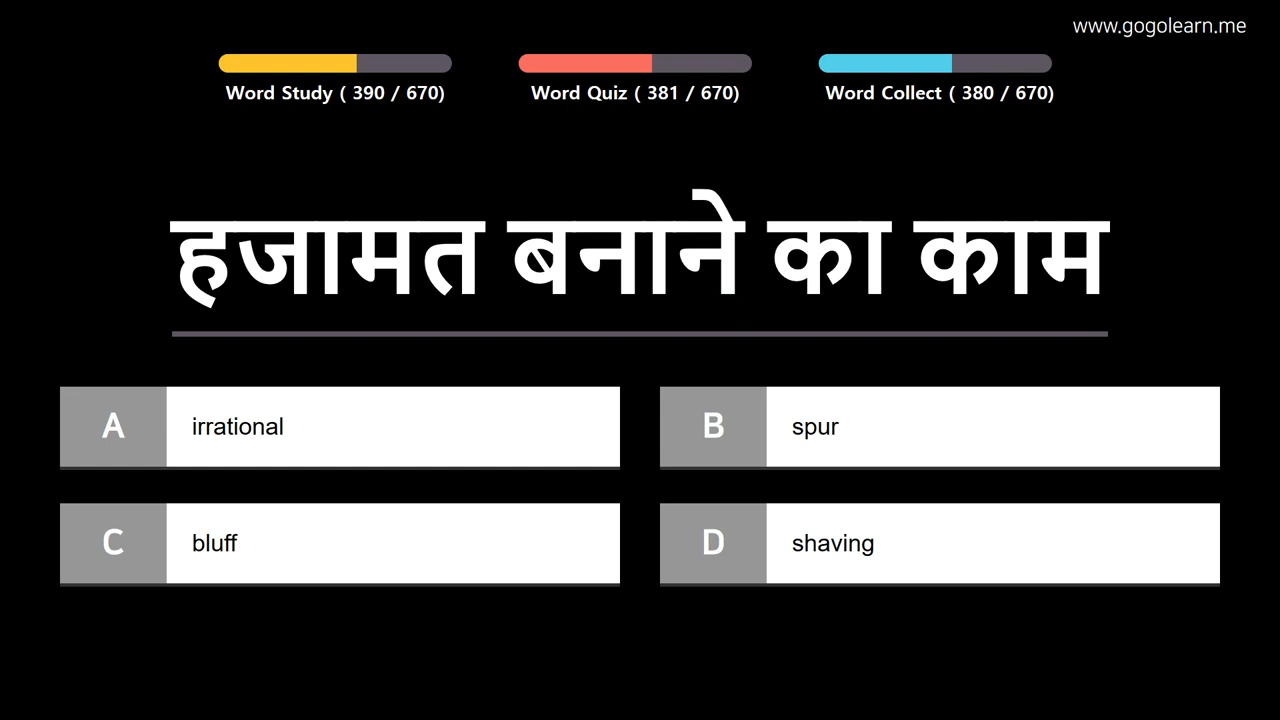 www.gogolearn.me
Word Study ( 390 / 670)
Word Quiz ( 381 / 670)
Word Collect ( 380 / 670)
हजामत बनाने का काम
A irrational
B spur
C bluff
D shaving